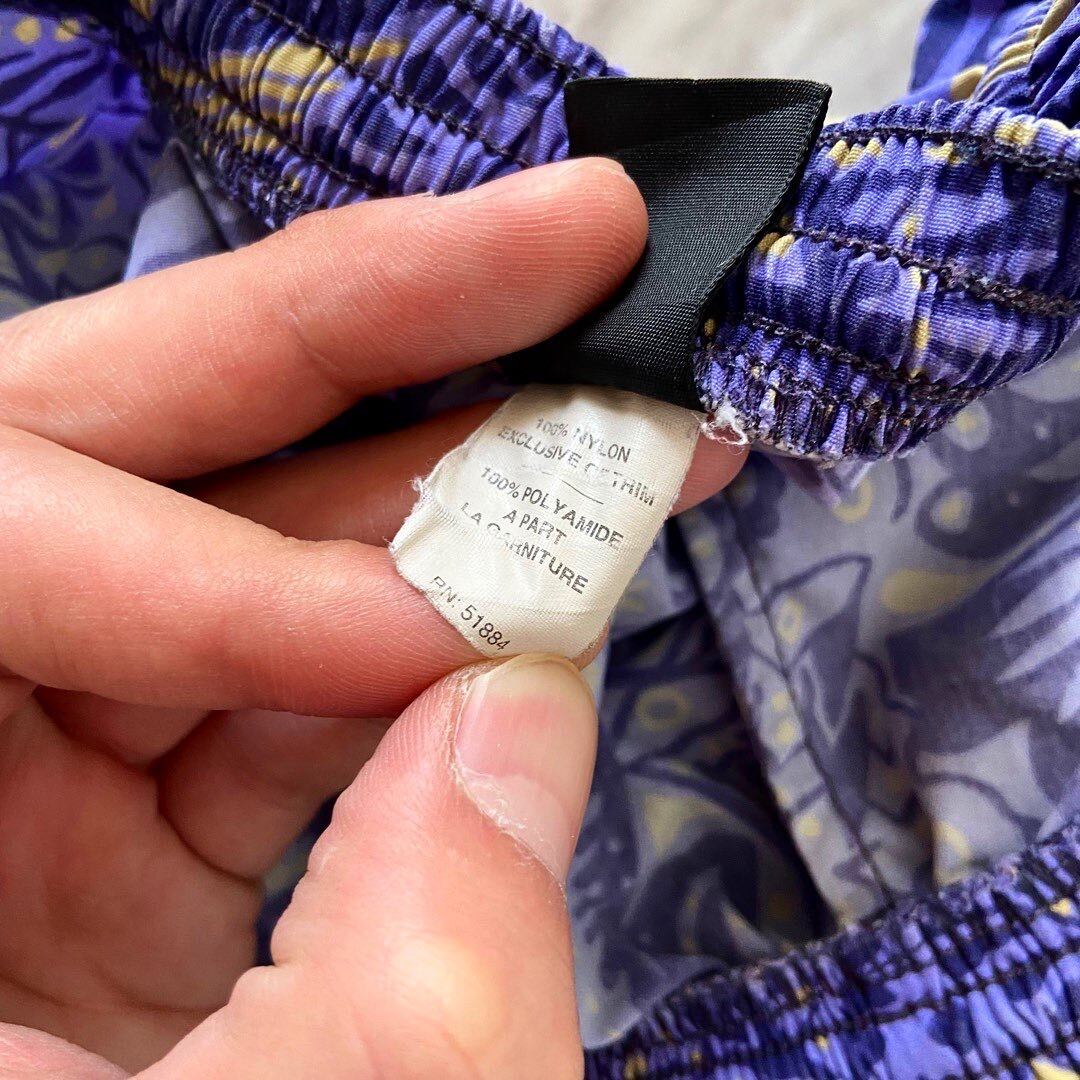 100% NYLON
EXCLUSIVE OF TRIM
100% POLYAMIDE
A PART
LA GARNITURE
RN: 51884